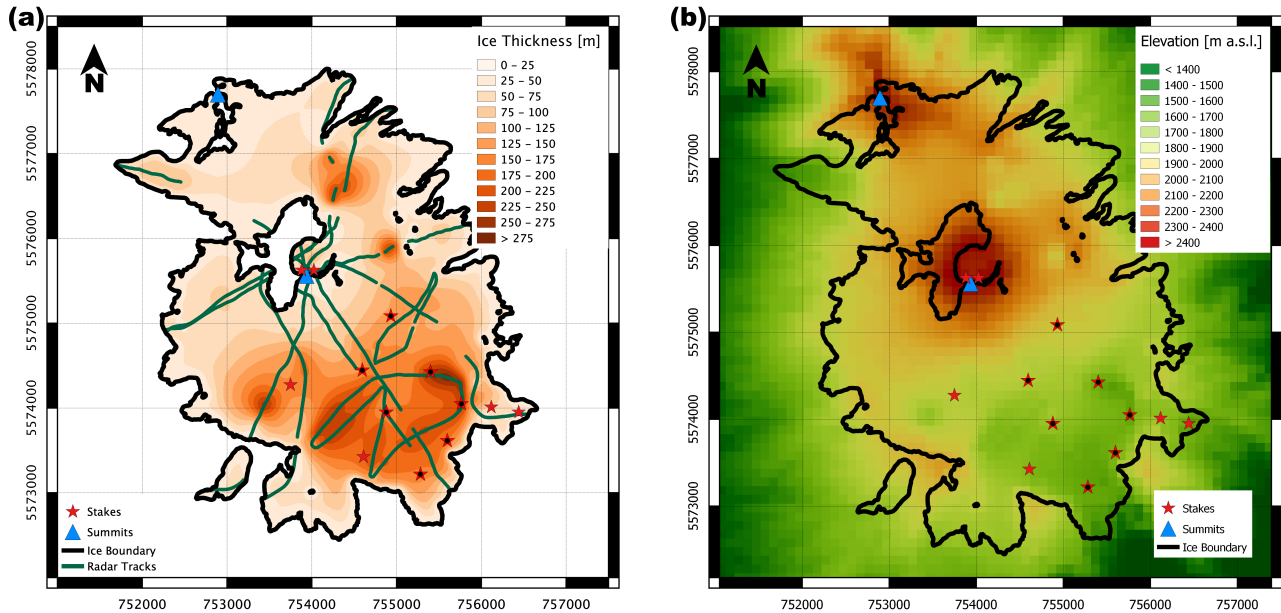 (a)
Ice Thickness [m]
0 – 25
25 – 50
50 – 75
75 – 100
100 – 125
125 – 150
150 – 175
175 – 200
200 – 225
225 – 250
250 – 275
> 275
N
5578000
5577000
5576000
5575000
5574000
5573000
Stakes
Summits
Ice Boundary
Radar Tracks
752000 753000 754000 755000 756000 757000
(b)
Elevation [m a.s.l.]
< 1400
1400 - 1500
1500 - 1600
1600 - 1700
1700 - 1800
1800 - 1900
1900 - 2000
2000 - 2100
2100 - 2200
2200 - 2300
2300 - 2400
> 2400
N
5578000
5577000
5576000
5575000
5574000
5573000
Stakes
Summits
Ice Boundary
752000 753000 754000 755000 756000 757000